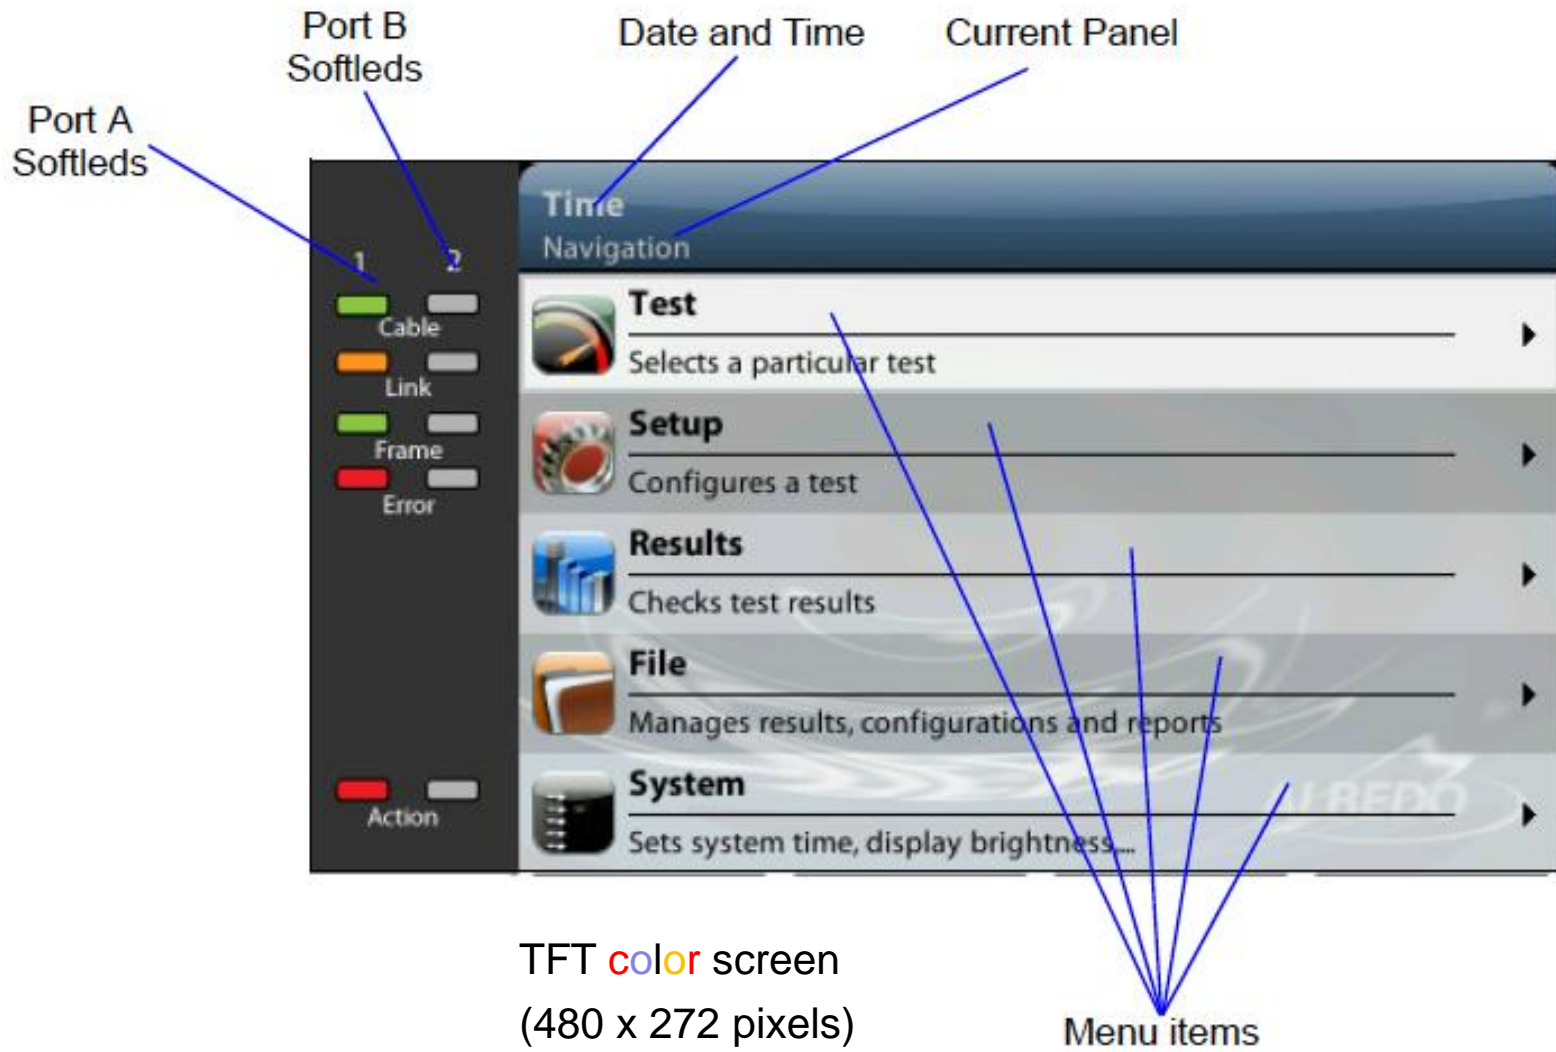 Port B
Softleds
Date and Time
Current Panel
Port A
Softleds
Time
Navigation
1 2
Cable
Link
Frame
Error
Action
Test
Selects a particular test
Setup
Configures a test
Results
Checks test results
File
Manages results, configurations and reports
System
Sets system time, display brightness...
ALBEDO
TFT color screen
(480 x 272 pixels)
Menu items